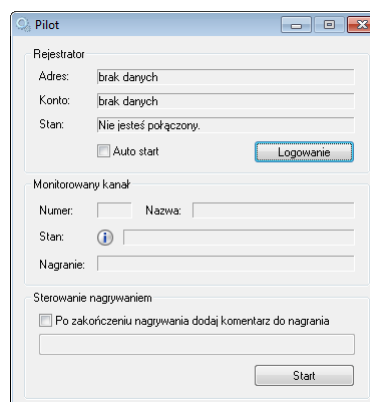 Pilot
Rejestrator
Adres: brak danych
Konto: brak danych
Stan: Nie jesteś połączony.
Auto start Logowanie
Monitorowany kanał
Numer: Nazwa:
Stan:
Nagranie:
Sterowanie nagrywaniem
Po zakończeniu nagrywania dodaj komentarz do nagrania
Start